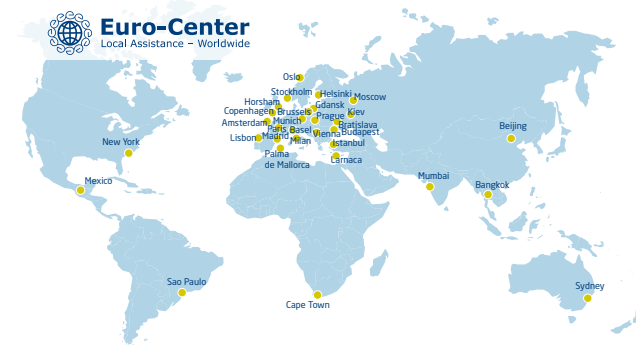 Euro-Center
Local Assistance – Worldwide
Oslo
Stockholm
Helsinki
Moscow
Horsham
Gdansk
Copenhagen
Brussels
Kiev
Prague
Amsterdam
Munich
Bratislava
Paris
Basel
Vienna
Budapest
Lisbon
Madrid
Milan
Istanbul
Palma
de Mallorca
Larnaca
New York
Mexico
Beijing
Mumbai
Bangkok
Sao Paulo
Cape Town
Sydney